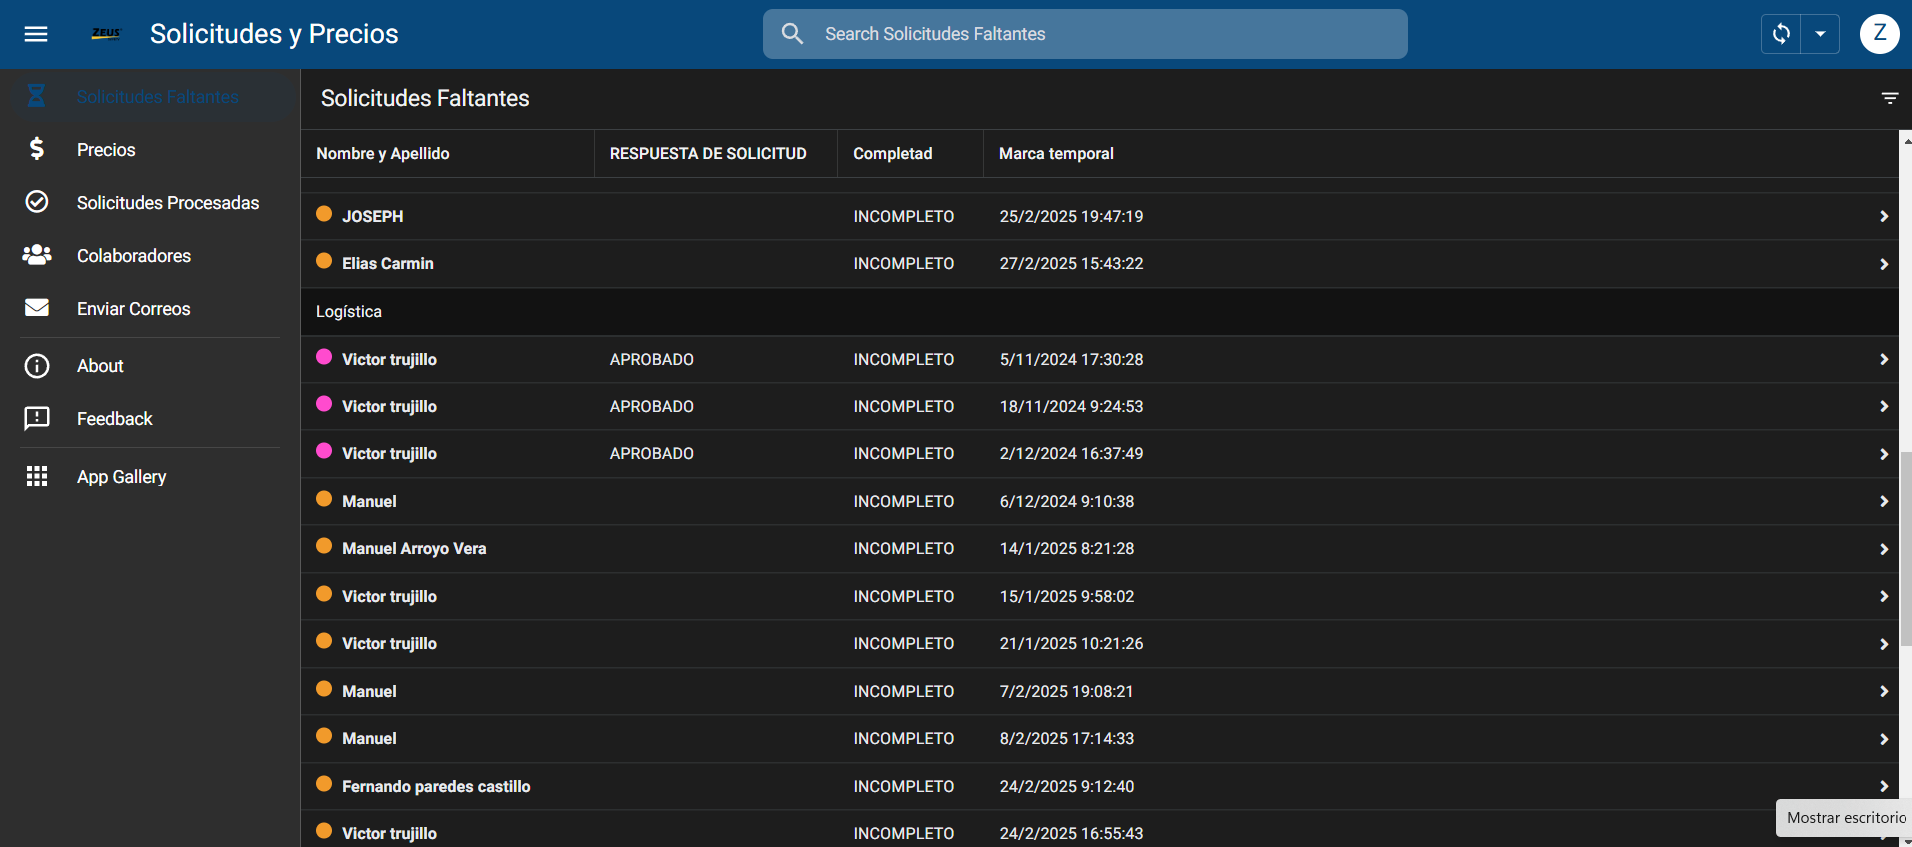 ZEUS Solicitudes y Precios Search Solicitudes Faltantes Z
Solicitudes Faltantes
Precios
Solicitudes Procesadas
Colaboradores
Enviar Correos
About
Feedback
App Gallery
Solicitudes Faltantes
Nombre y Apellido RESPUESTA DE SOLICITUD Completad Marca temporal
JOSEPH INCOMPLETO 25/2/2025 19:47:19
Elias Carmin INCOMPLETO 27/2/2025 15:43:22
Logística
Victor trujillo APROBADO INCOMPLETO 5/11/2024 17:30:28
Victor trujillo APROBADO INCOMPLETO 18/11/2024 9:24:53
Victor trujillo APROBADO INCOMPLETO 2/12/2024 16:37:49
Manuel INCOMPLETO 6/12/2024 9:10:38
Manuel Arroyo Vera INCOMPLETO 14/1/2025 8:21:28
Victor trujillo INCOMPLETO 15/1/2025 9:58:02
Victor trujillo INCOMPLETO 21/1/2025 10:21:26
Manuel INCOMPLETO 7/2/2025 19:08:21
Manuel INCOMPLETO 8/2/2025 17:14:33
Fernando paredes castillo INCOMPLETO 24/2/2025 9:12:40
Victor trujillo INCOMPLETO 24/2/2025 16:55:43
Mostrar escritorio